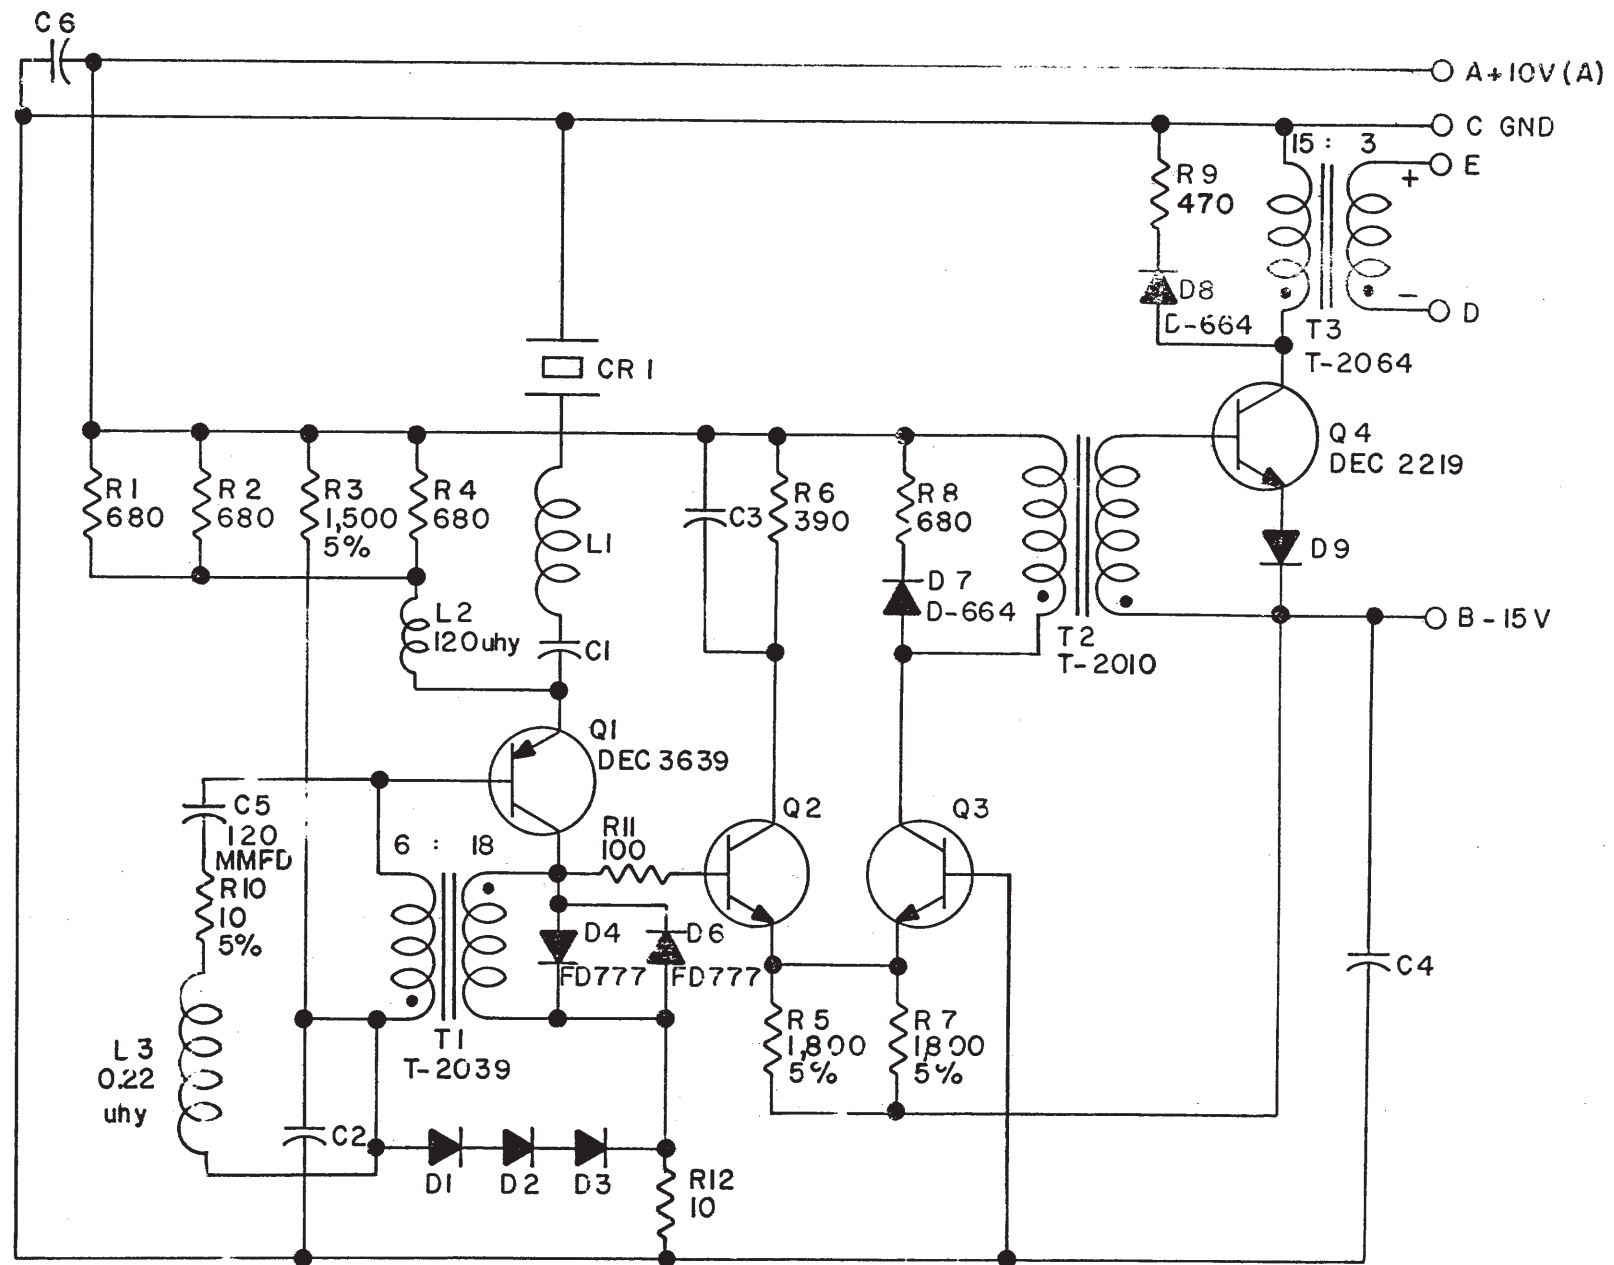 C6
A+10V(A)
C GND
15 : 3
E
+
R9
470
D8
D-664
−
D
T3
T-2064
CR1
Q4
DEC 2219
R1
680
R2
680
R3
1,500
5%
R4
680
L1
C3
R6
390
R8
680
D9
D7
D-664
L2
120uhy
C1
T2
T-2010
B-15V
Q1
DEC3639
C5
120
MMFD
R10
10
5%
6 : 18
R11
100
Q2
Q3
D4
FD777
D6
FD777
C4
L3
0.22
uhy
T1
T-2039
R5
1,800
5%
R7
1,800
5%
C2
D1
D2
D3
R12
10